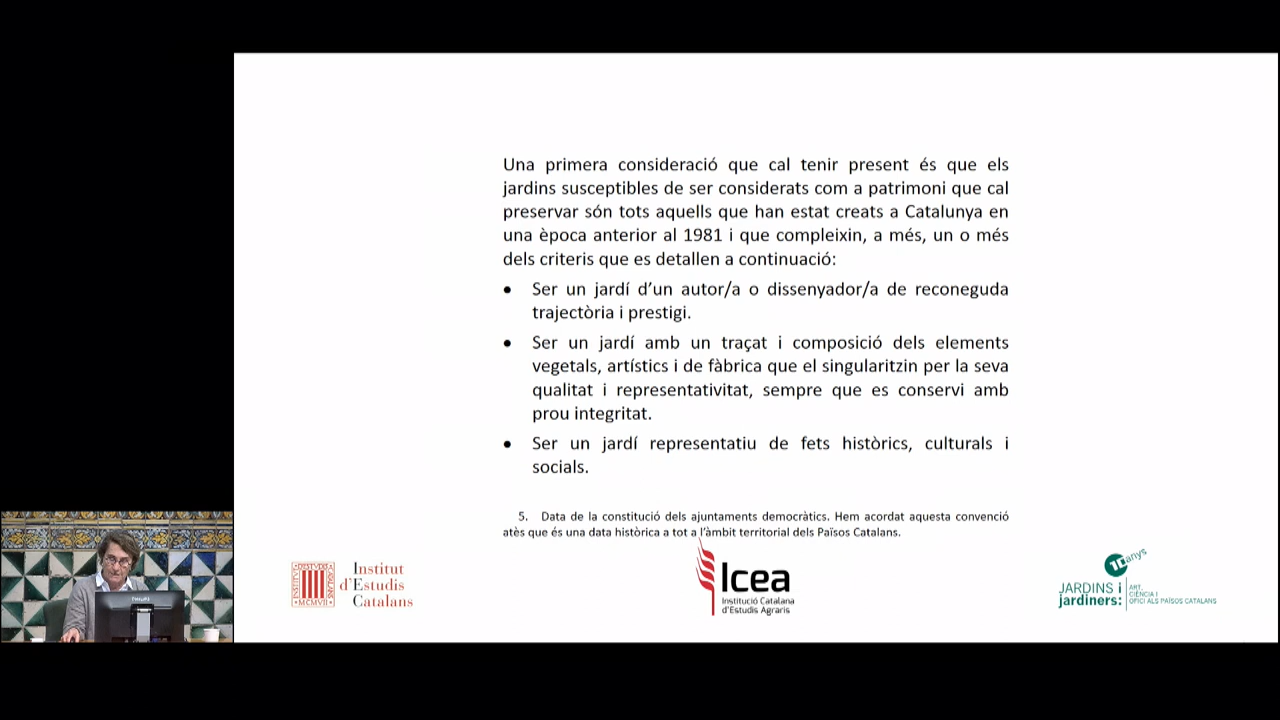 Una primera consideració que cal tenir present és que els
jardins susceptibles de ser considerats com a patrimoni que cal
preservar són tots aquells que han estat creats a Catalunya en
una època anterior al 1981 i que compleixin, a més, un o més
dels criteris que es detallen a continuació:
• Ser un jardí d’un autor/a o dissenyador/a de reconeguda
trajectòria i prestigi.
• Ser un jardí amb un traçat i composició dels elements
vegetals, artístics i de fàbrica que el singularitzin per la seva
qualitat i representativitat, sempre que es conservi amb
prou integritat.
• Ser un jardí representatiu de fets històrics, culturals i
socials.
5. Data de la constitució dels ajuntaments democràtics. Hem acordat aquesta convenció
atès que és una data històrica a tot a l’àmbit territorial dels Països Catalans.
Institut
d’Estudis
Catalans
MCMVII
Icea
Institució Catalana
d’Estudis Agraris
10 anys
JARDINS i
jardiners:
ART,
CIÈNCIA I
OFICI ALS PAÏSOS CATALANS
PHILIPS